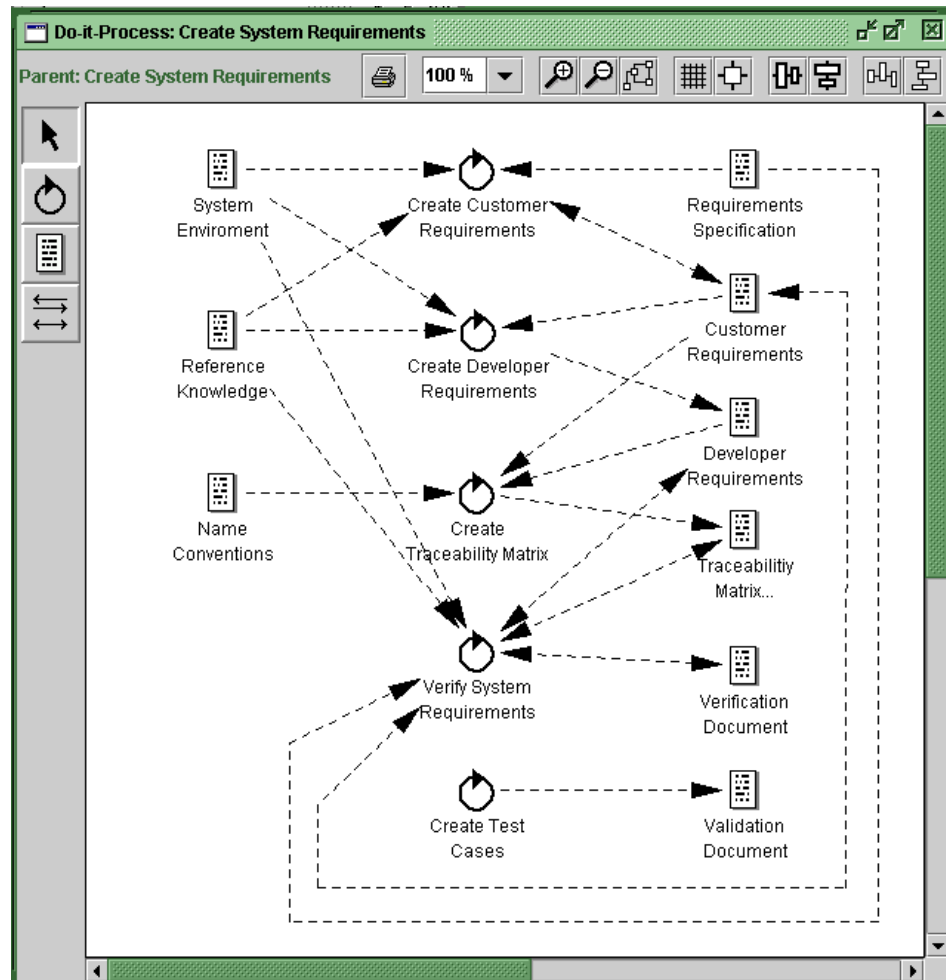 Do-it-Process: Create System Requirements
Parent: Create System Requirements
100 %
System
Enviroment
Create Customer
Requirements
Requirements
Specification
Customer
Requirements
Reference
Knowledge
Create Developer
Requirements
Developer
Requirements
Name
Conventions
Create
Traceability Matrix
Traceabilitiy
Matrix...
Verify System
Requirements
Verification
Document
Create Test
Cases
Validation
Document